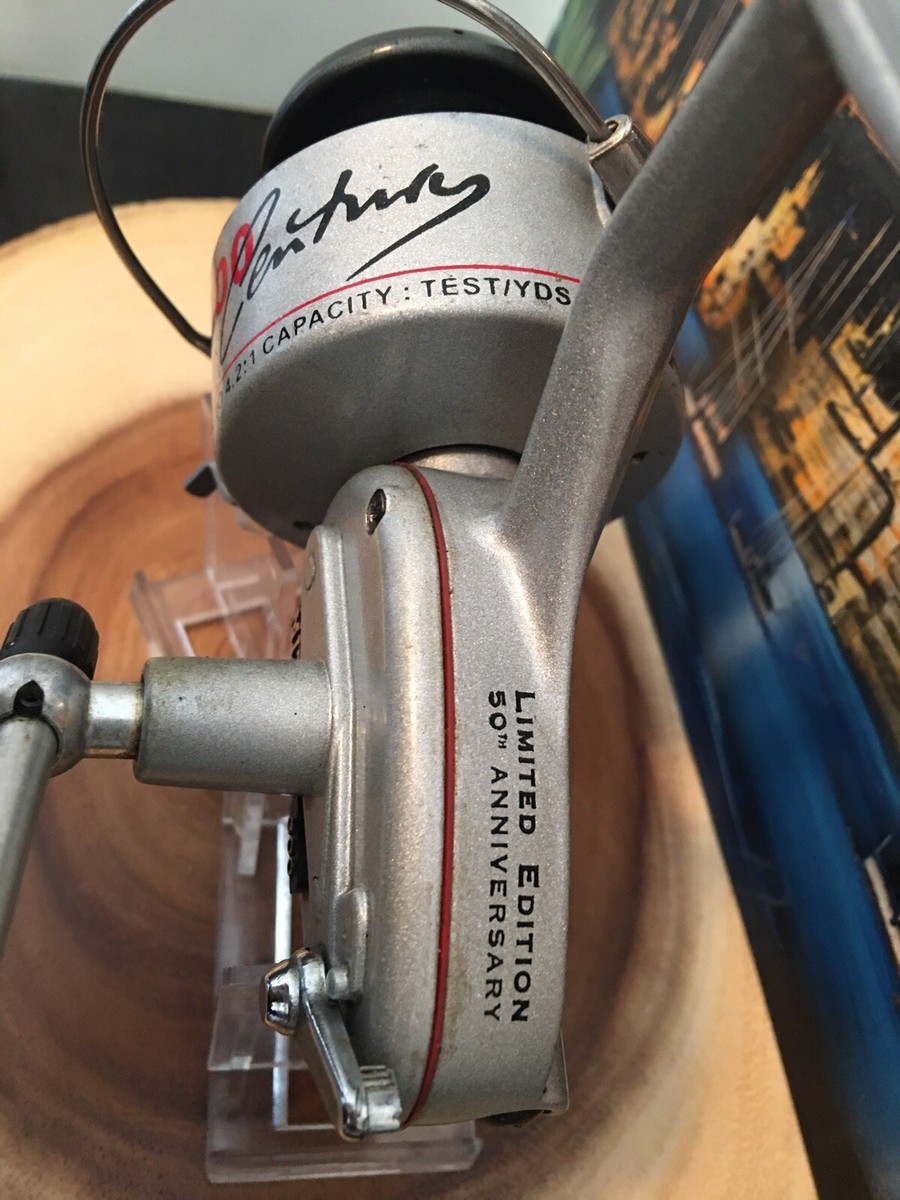 Century
4.2:1 CAPACITY : TEST/YDS
LIMITED EDITION
50TH ANNIVERSARY